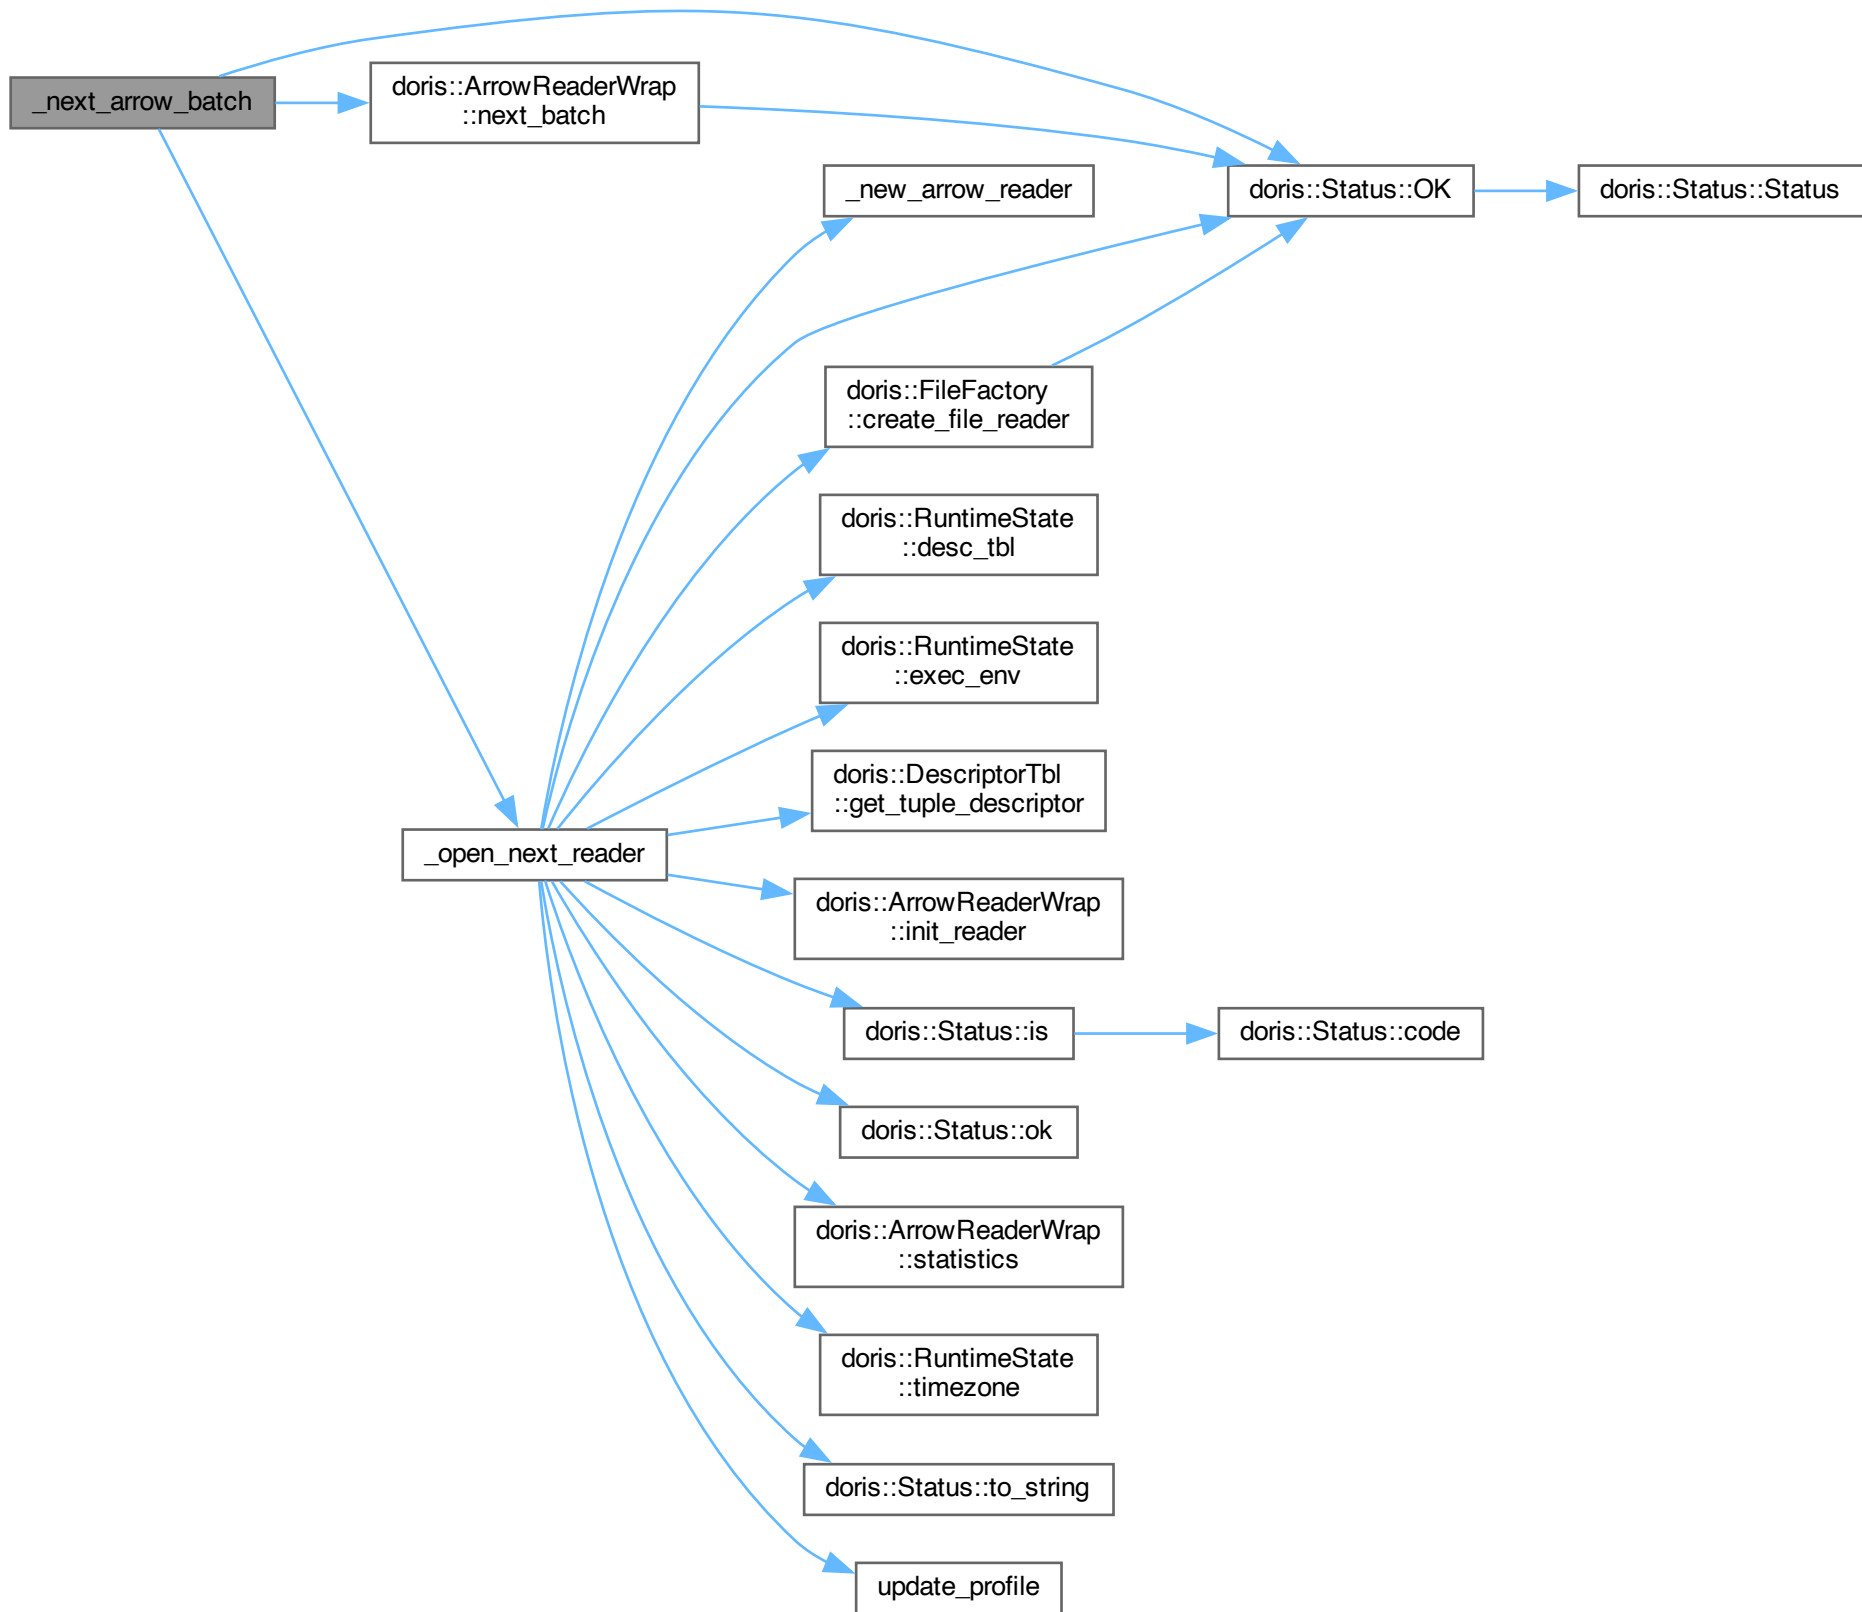 _next_arrow_batch
doris::ArrowReaderWrap
::next_batch
_new_arrow_reader
doris::Status::OK
doris::Status::Status
doris::FileFactory
::create_file_reader
doris::RuntimeState
::desc_tbl
doris::RuntimeState
::exec_env
doris::DescriptorTbl
::get_tuple_descriptor
_open_next_reader
doris::ArrowReaderWrap
::init_reader
doris::Status::is
doris::Status::code
doris::Status::ok
doris::ArrowReaderWrap
::statistics
doris::RuntimeState
::timezone
doris::Status::to_string
update_profile